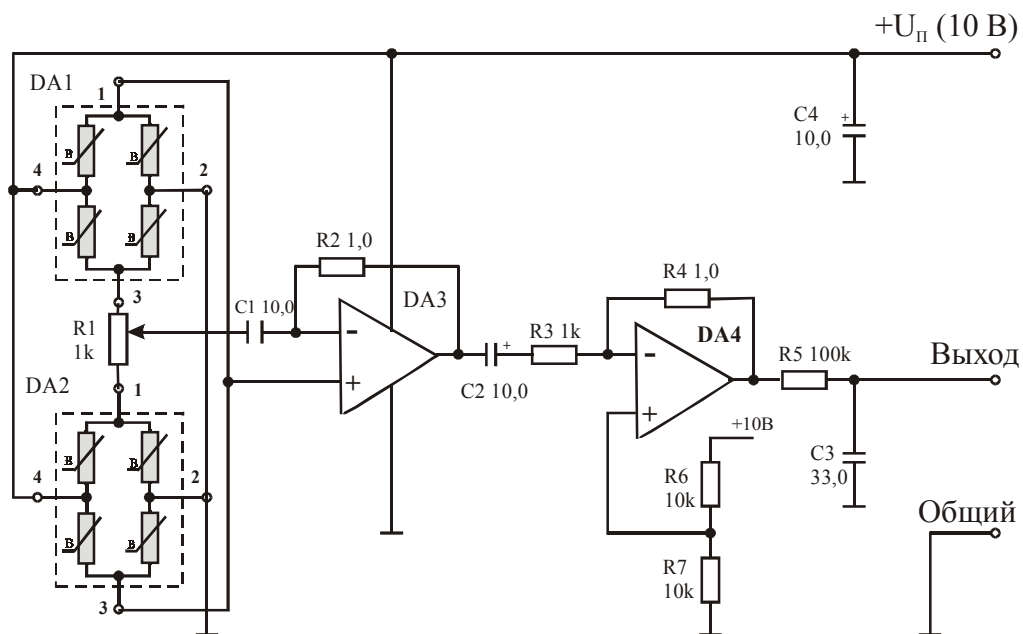 +Uп (10 В)
DA1
1
B
B
C4
+
10,0
4
2
B
B
R2 1,0
R4 1,0
3
C1 10,0
DA3
R1
1k
R3 1k
DA4
R5 100k
Выход
+
C2 10,0
DA2
1
+10В
B
B
4
2
C3
33,0
R6
10k
B
B
Общий
R7
10k
3